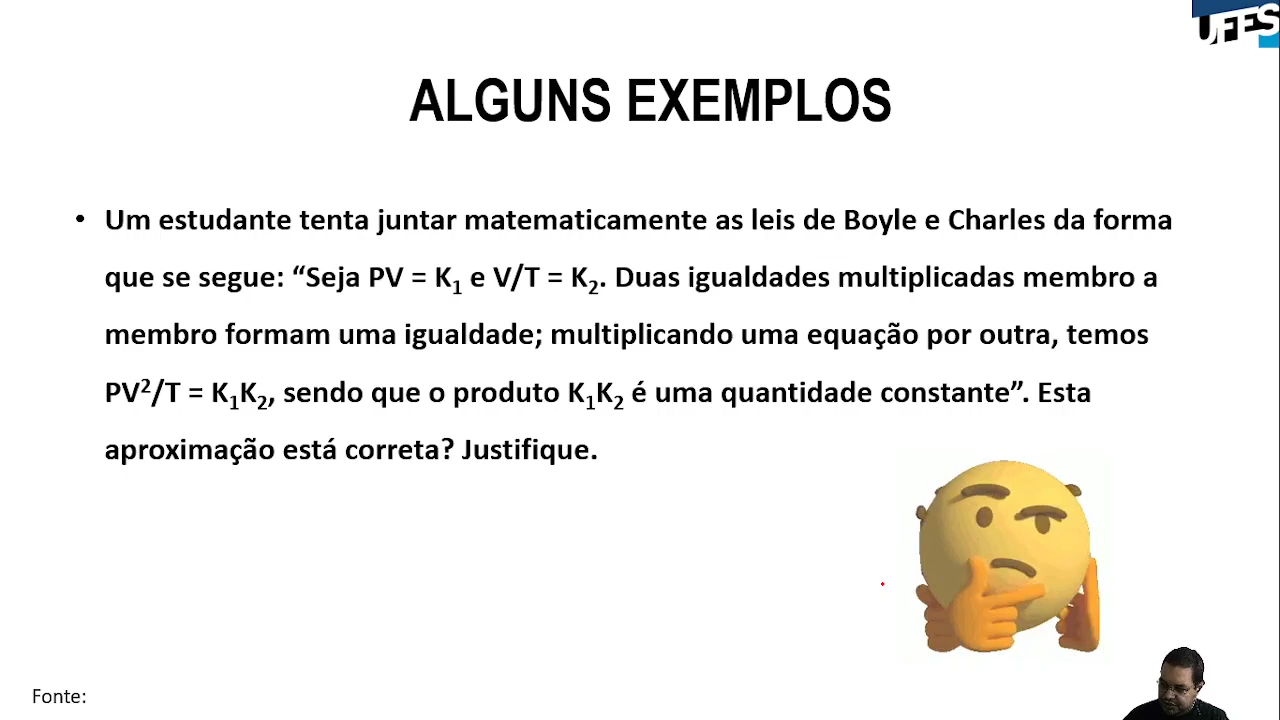 UFES
ALGUNS EXEMPLOS
• Um estudante tenta juntar matematicamente as leis de Boyle e Charles da forma
que se segue: “Seja PV = K₁ e V/T = K₂. Duas igualdades multiplicadas membro a
membro formam uma igualdade; multiplicando uma equação por outra, temos
PV²/T = K₁K₂, sendo que o produto K₁K₂ é uma quantidade constante”. Esta
aproximação está correta? Justifique.
Fonte: